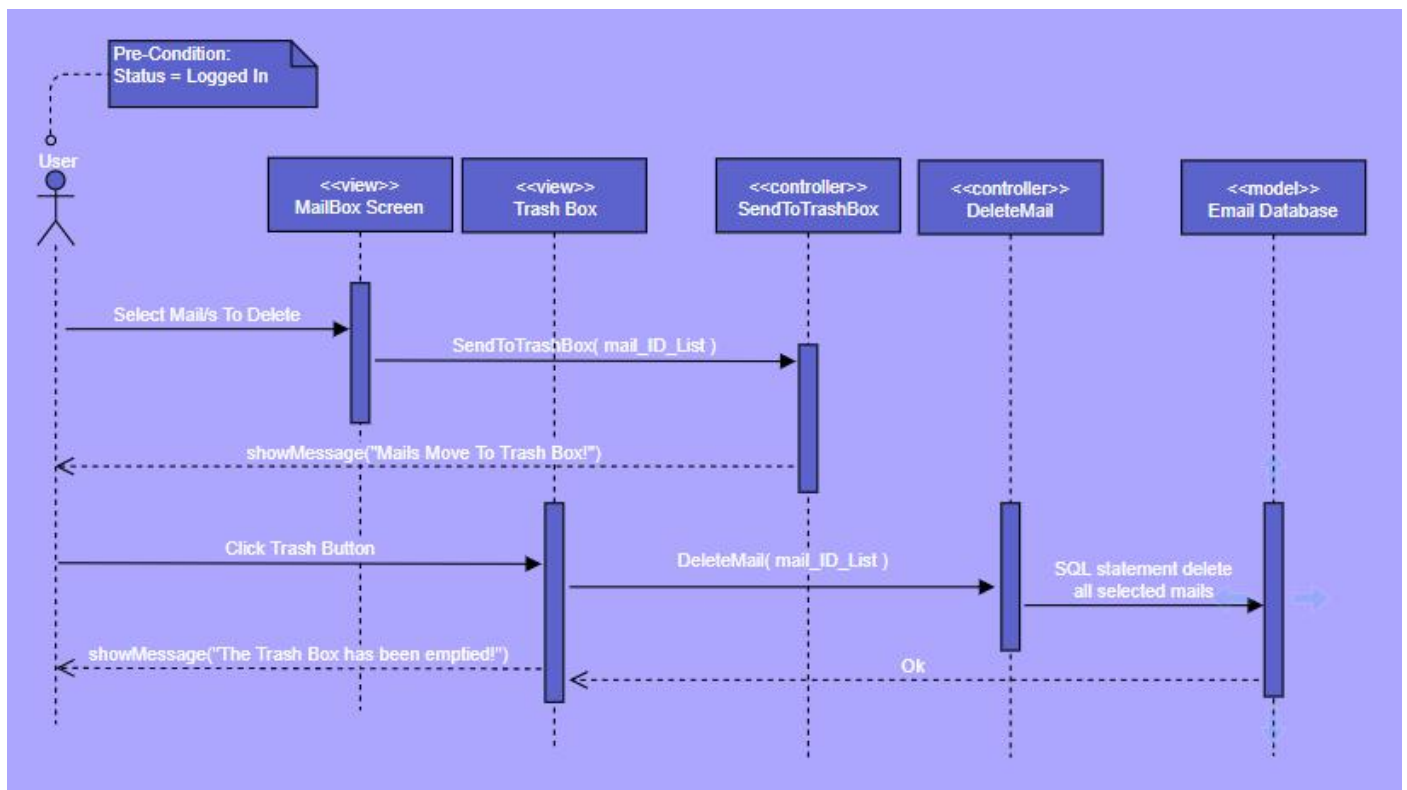 Pre-Condition:
Status = Logged In
User
<<view>>
MailBox Screen
<<view>>
Trash Box
<<controller>>
SendToTrashBox
<<controller>>
DeleteMail
<<model>>
Email Database
Select Mail/s To Delete
SendToTrashBox( mail_ID_List )
showMessage("Mails Move To Trash Box!")
Click Trash Button
DeleteMail( mail_ID_List )
SQL statement delete
all selected mails
showMessage("The Trash Box has been emptied!")
Ok